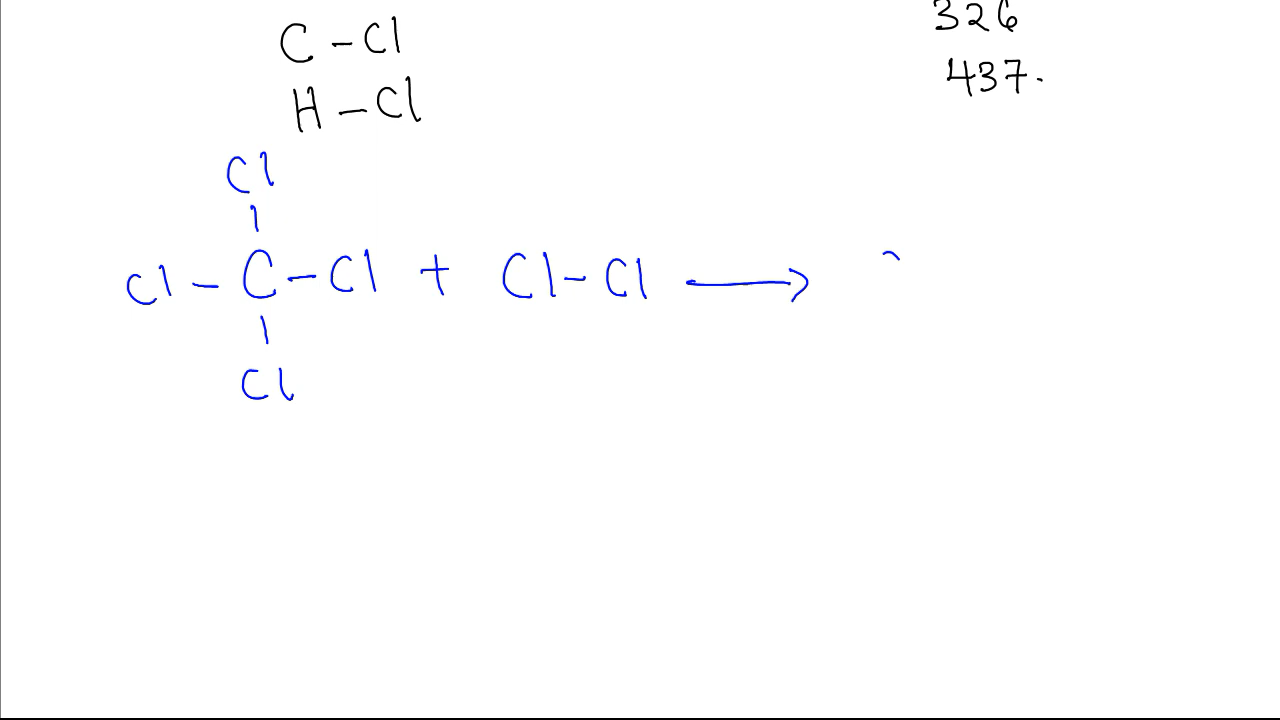 C-Cl 326
H-Cl 437.
Cl
Cl-C-Cl + Cl-Cl →
Cl